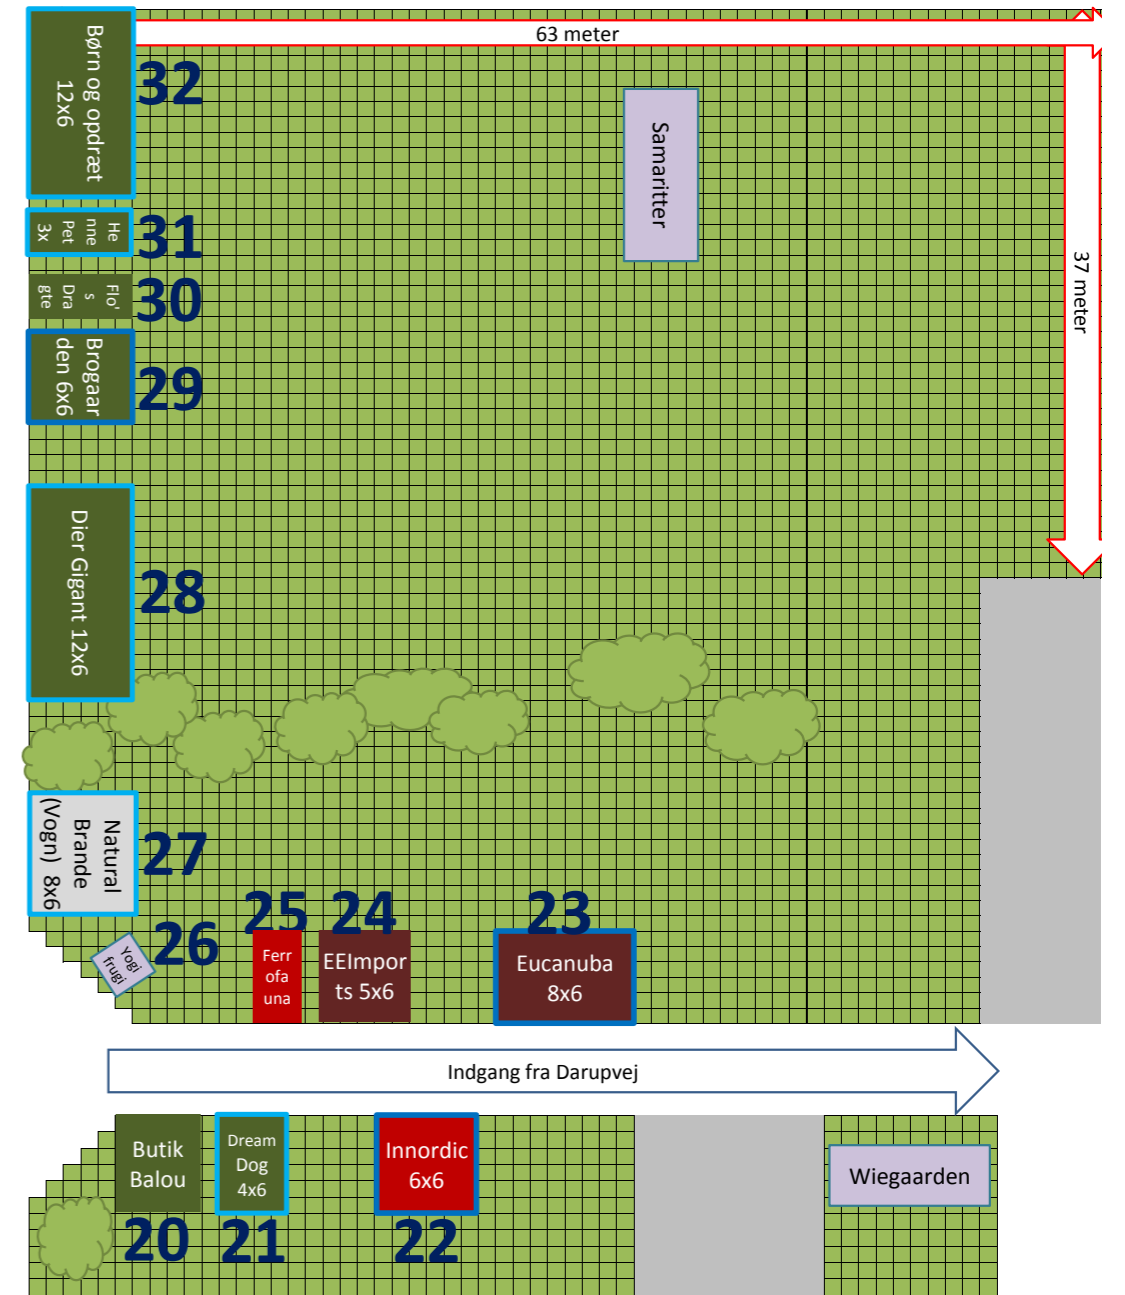 63 meter
Børn og opdræt
12x6
32
Samaritter
He
nne
Pet
3x
31
37 meter
Flo'
s
Dra
gte
30
Brogaar
den 6x6
29
Dier Gigant 12x6
28
Natural
Brande
(Vogn) 8x6
27
Yogi
frugi
26
25
Ferr
ofa
una
24
EEImpor
ts 5x6
23
Eucanuba
8x6
Indgang fra Darupvej
Butik
Balou
20
Dream
Dog
4x6
21
Innordic
6x6
22
Wiegaarden